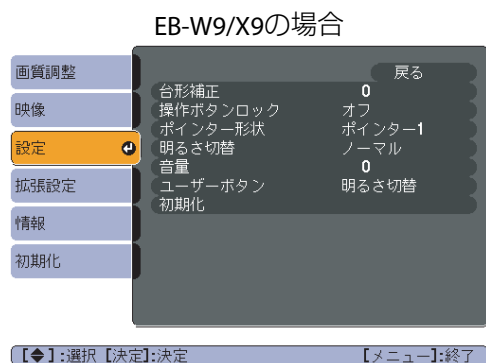 EB-W9/X9の場合
画質調整
映像
設定
拡張設定
情報
初期化
戻る
台形補正 0
操作ボタンロック オフ
ポインター形状 ポインター1
明るさ切替 ノーマル
音量 0
ユーザーボタン 明るさ切替
初期化
【◆】:選択 【決定】:決定 【メニュー】:終了